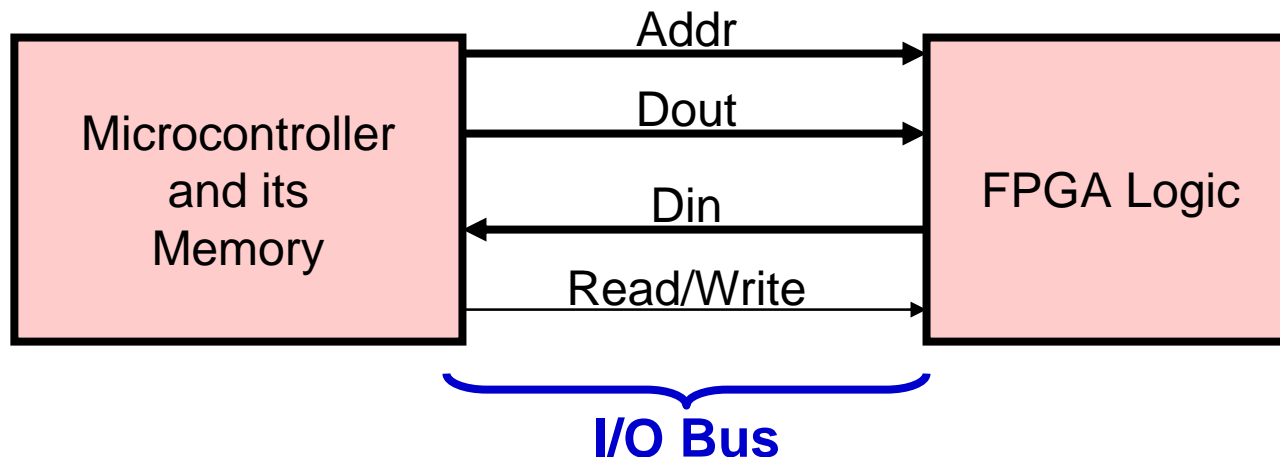 Microcontroller
and its
Memory
Addr
Dout
Din
Read/Write
FPGA Logic
I/O Bus